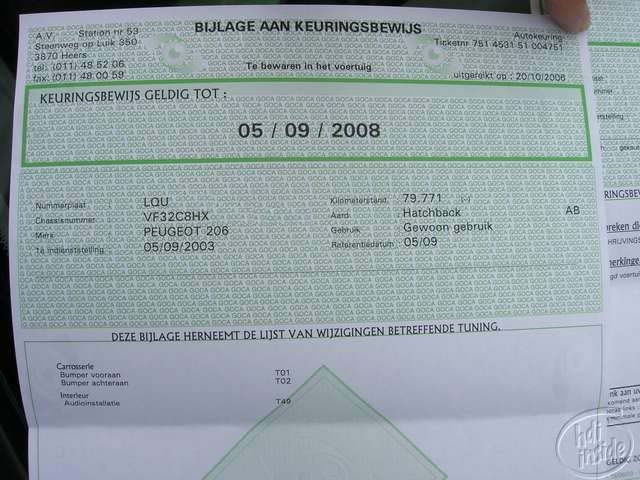 BIJLAGE AAN KEURINGSBEWIJS
A.V. Station nr 53
Steenweg op Luik 350
3870 Heers
tel: (011) 48 52 06
fax: (011) 48 00 59
Autokeuring
Ticketnr 751 4531 51 004751
Te bewaren in het voertuig
uitgereikt op : 20/10/2006
KEURINGSBEWIJS GELDIG TOT :
05 / 09 / 2008
Nummerplaat : LQU
Chassisnummer : VF32C8HX
Merk : PEUGEOT 206
1e indienststelling : 05/09/2003
Kilometerstand : 79,771 (-)
Aard : Hatchback AB
Gebruik : Gewoon gebruik
Referentiedatum : 05/09
DEZE BIJLAGE HERNEEMT DE LIJST VAN WIJZIGINGEN BETREFFENDE TUNING.
Carrosserie
Bumper vooraan T01
Bumper achteraan T02
Interieur
Audioinstallatie T49
hdi
inside